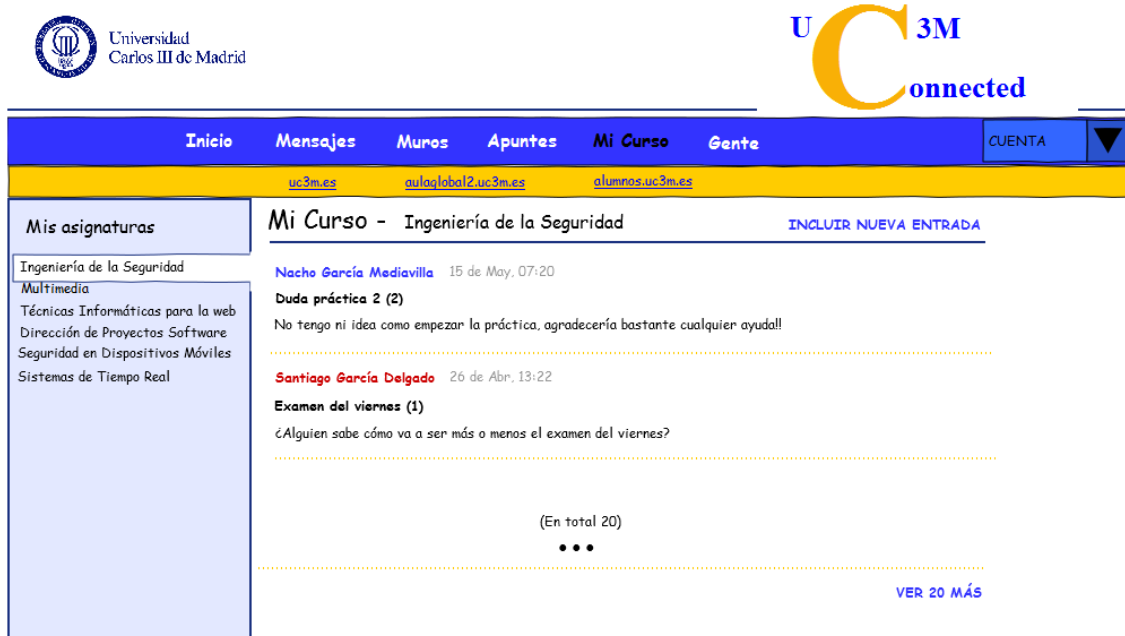 Universidad
Carlos III de Madrid
U C 3M
onnected
Inicio Mensajes Muros Apuntes Mi Curso Gente CUENTA
uc3m.es aulaglobal2.uc3m.es alumnos.uc3m.es
Mis asignaturas
Ingeniería de la Seguridad
Multimedia
Técnicas Informáticas para la web
Dirección de Proyectos Software
Seguridad en Dispositivos Móviles
Sistemas de Tiempo Real
Mi Curso - Ingeniería de la Seguridad INCLUIR NUEVA ENTRADA
Nacho García Mediavilla 15 de May, 07:20
Duda práctica 2 (2)
No tengo ni idea como empezar la práctica, agradecería bastante cualquier ayuda!!
Santiago García Delgado 26 de Abr, 13:22
Examen del viernes (1)
¿Alguien sabe cómo va a ser más o menos el examen del viernes?
(En total 20)
•••
VER 20 MÁS